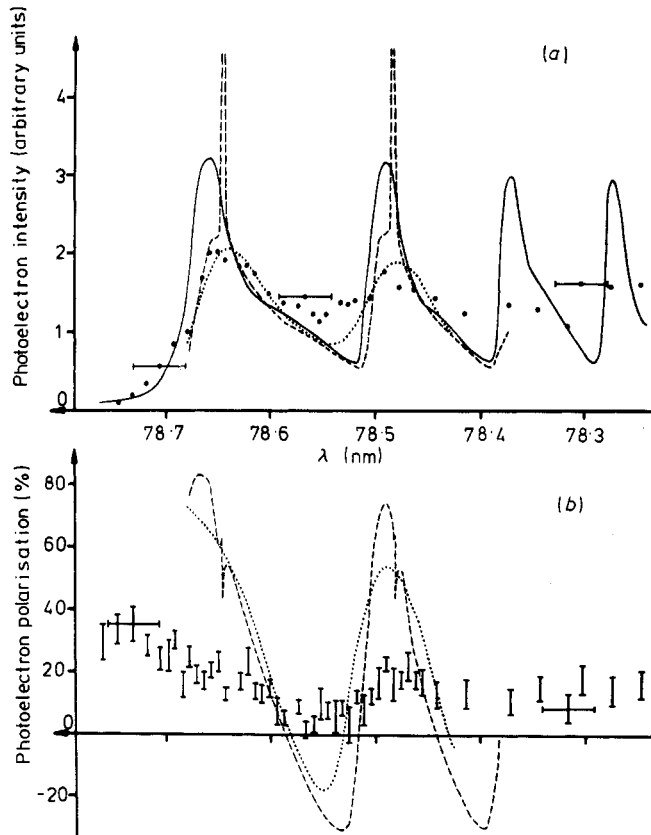 (a)
Photoelectron intensity (arbitrary units)
4
3
2
1
0
78·7 78·6 78·5 78·4 78·3
λ (nm)
(b)
Photoelectron polarisation (%)
80
60
40
20
0
-20